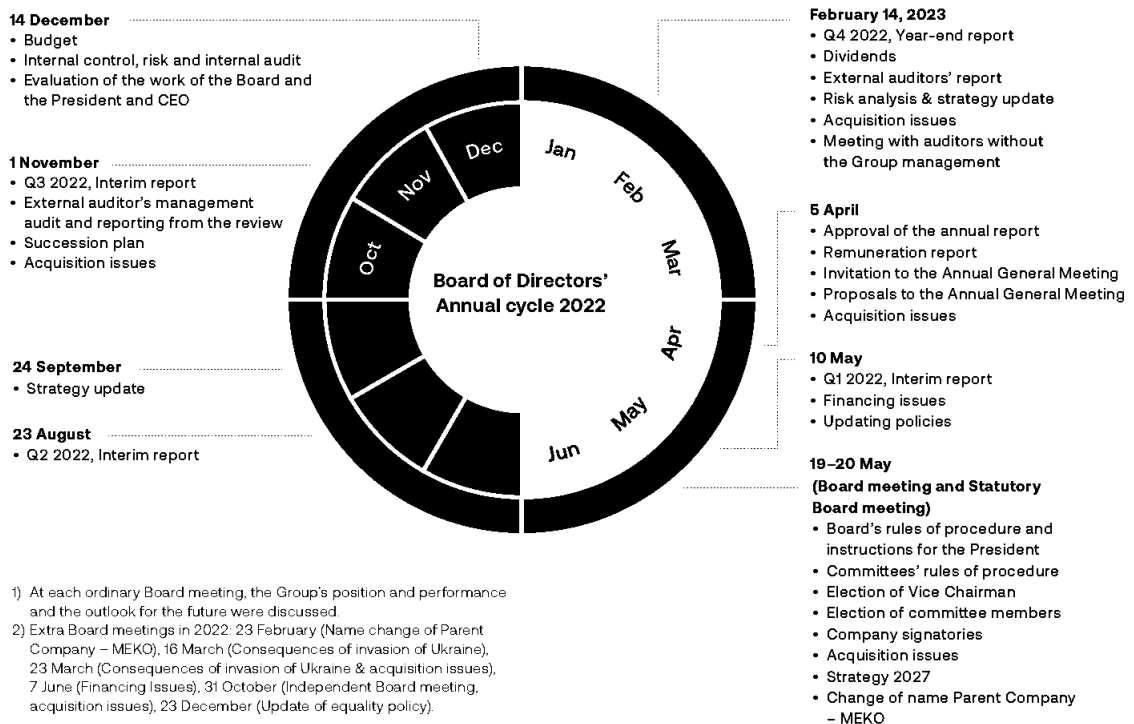 14 December
• Budget
• Internal control, risk and internal audit
• Evaluation of the work of the Board and
the President and CEO
1 November
• Q3 2022, Interim report
• External auditor's management
audit and reporting from the review
• Succession plan
• Acquisition issues
24 September
• Strategy update
23 August
• Q2 2022, Interim report
Jan
Feb
Mar
Apr
May
Jun
Oct
Nov
Dec
Board of Directors'
Annual cycle 2022
February 14, 2023
• Q4 2022, Year-end report
• Dividends
• External auditors' report
• Risk analysis & strategy update
• Acquisition issues
• Meeting with auditors without
the Group management
5 April
• Approval of the annual report
• Remuneration report
• Invitation to the Annual General Meeting
• Proposals to the Annual General Meeting
• Acquisition issues
10 May
• Q1 2022, Interim report
• Financing issues
• Updating policies
19–20 May
(Board meeting and Statutory
Board meeting)
• Board's rules of procedure and
instructions for the President
• Committees' rules of procedure
• Election of Vice Chairman
• Election of committee members
• Company signatories
• Acquisition issues
• Strategy 2027
• Change of name Parent Company
– MEKO
1) At each ordinary Board meeting, the Group's position and performance
and the outlook for the future were discussed.
2) Extra Board meetings in 2022: 23 February (Name change of Parent
Company – MEKO), 16 March (Consequences of invasion of Ukraine),
23 March (Consequences of invasion of Ukraine & acquisition issues),
7 June (Financing Issues), 31 October (Independent Board meeting,
acquisition issues), 23 December (Update of equality policy).